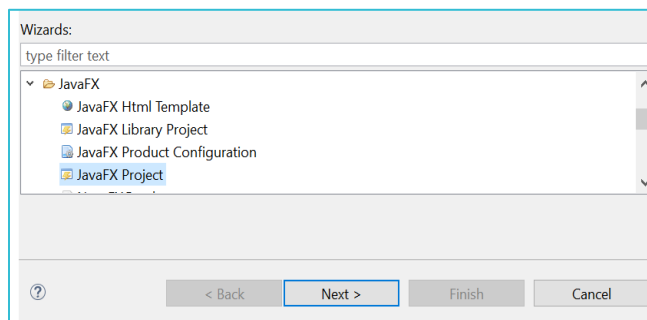 Wizards:
type filter text
JavaFX
JavaFX Html Template
JavaFX Library Project
JavaFX Product Configuration
JavaFX Project
< Back Next > Finish Cancel